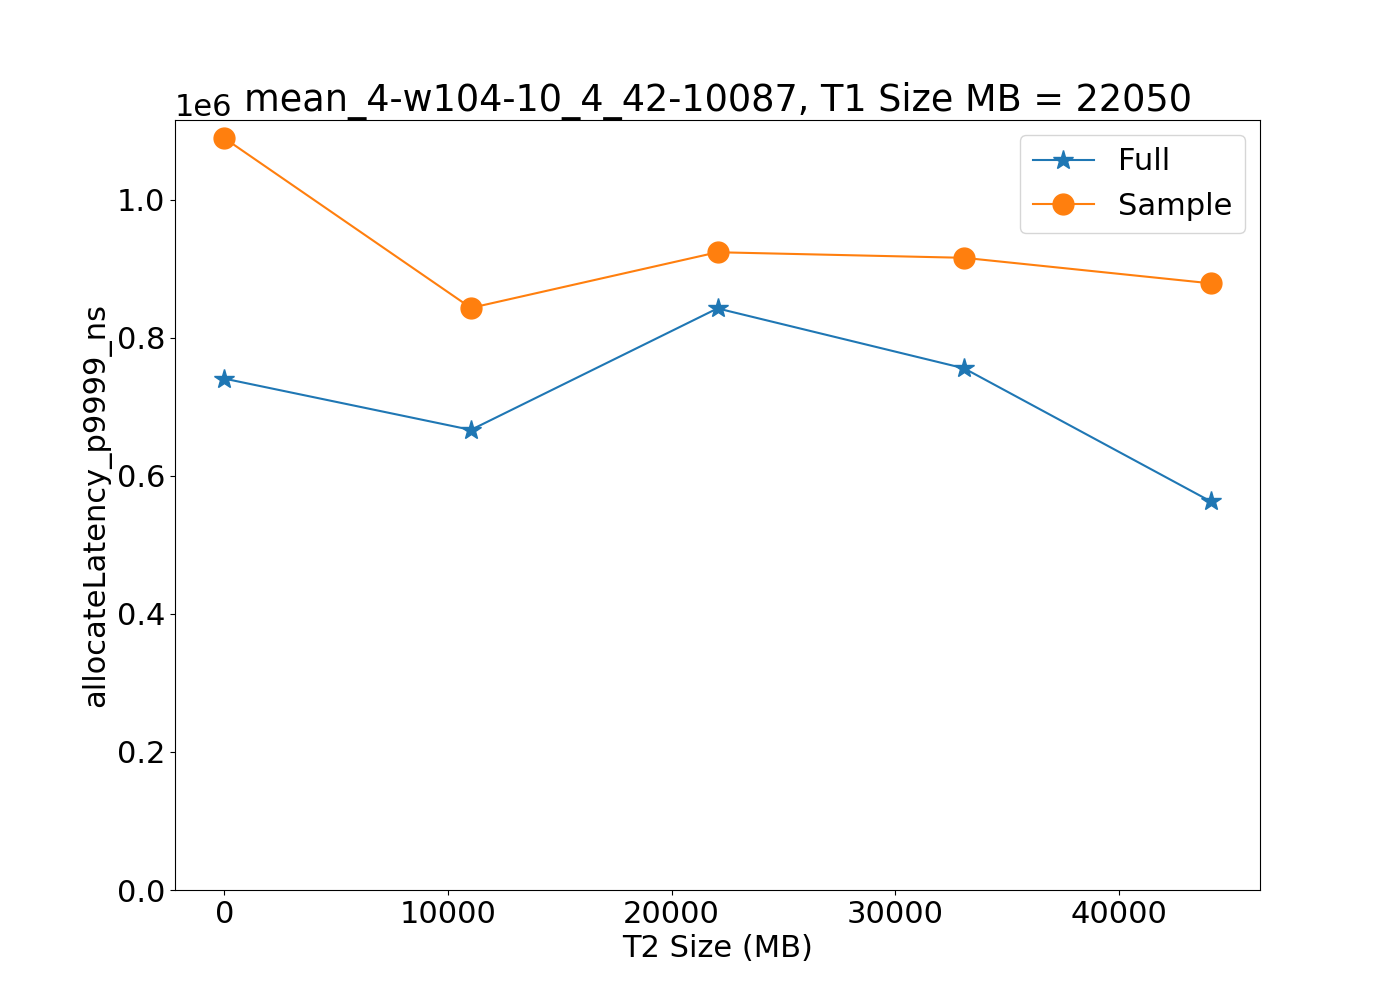 1e6
mean_4-w104-10_4_42-10087, T1 Size MB = 22050
Full
Sample
allocateLatency_p9999_ns
1.0
0.8
0.6
0.4
0.2
0.0
0 10000 20000 30000 40000
T2 Size (MB)